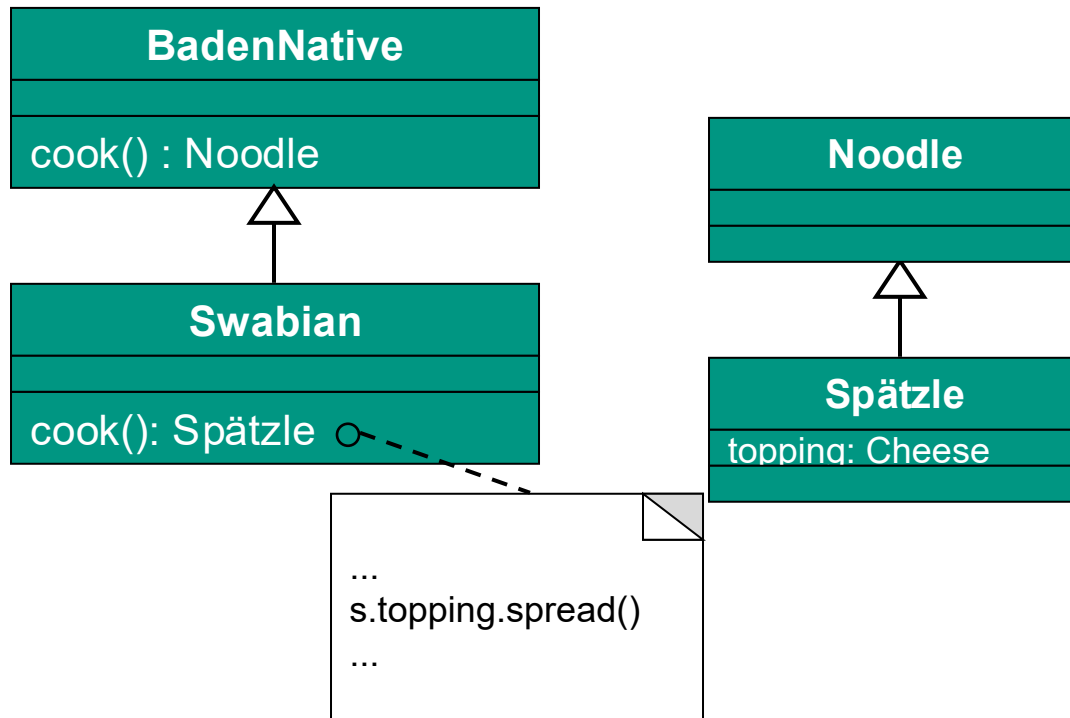 BadenNative
cook() : Noodle
Swabian
cook(): Spätzle
...
s.topping.spread()
...
Noodle
Spätzle
topping: Cheese